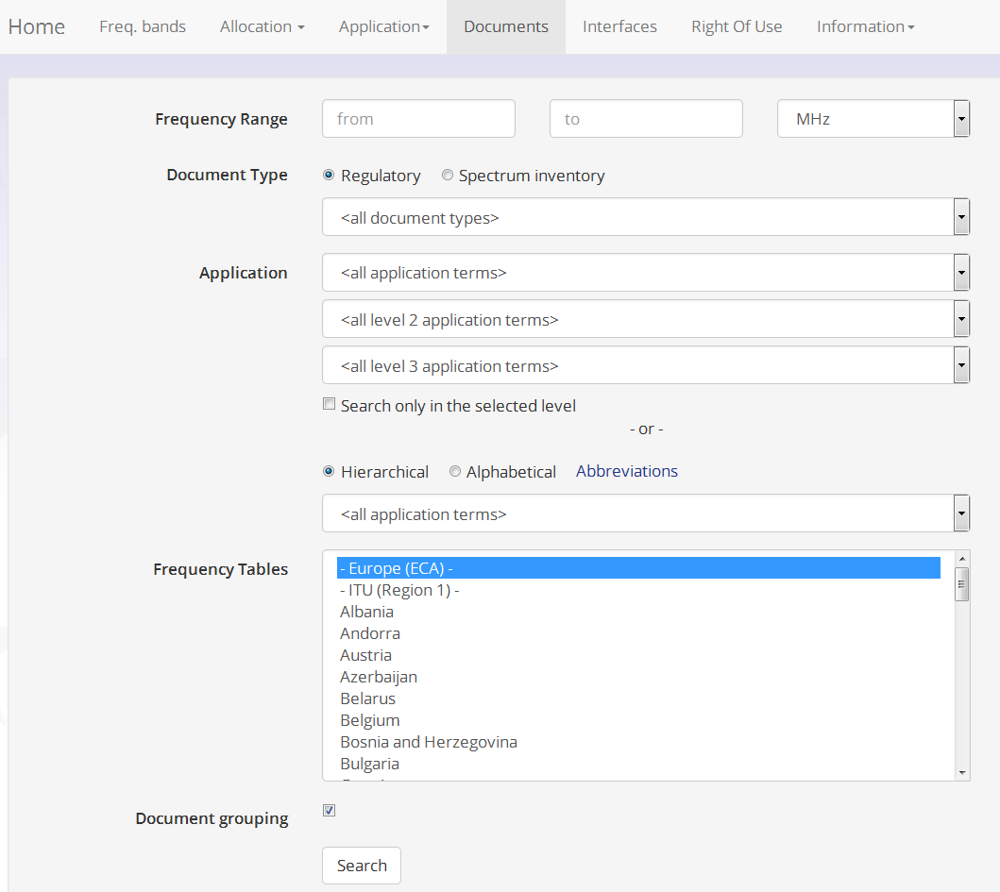 Home Freq. bands Allocation Application Documents Interfaces Right Of Use Information
Frequency Range from to MHz
Document Type Regulatory Spectrum inventory
<all document types>
Application <all application terms>
<all level 2 application terms>
<all level 3 application terms>
Search only in the selected level
- or -
Hierarchical Alphabetical Abbreviations
<all application terms>
Frequency Tables - Europe (ECA) -
- ITU (Region 1) -
Albania
Andorra
Austria
Azerbaijan
Belarus
Belgium
Bosnia and Herzegovina
Bulgaria
Document grouping
Search